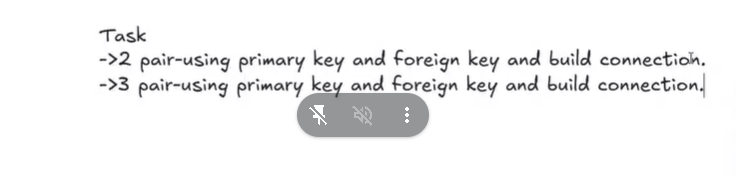 Task
->2 pair-using primary key and foreign key and build connection.
->3 pair-using primary key and foreign key and build connection.